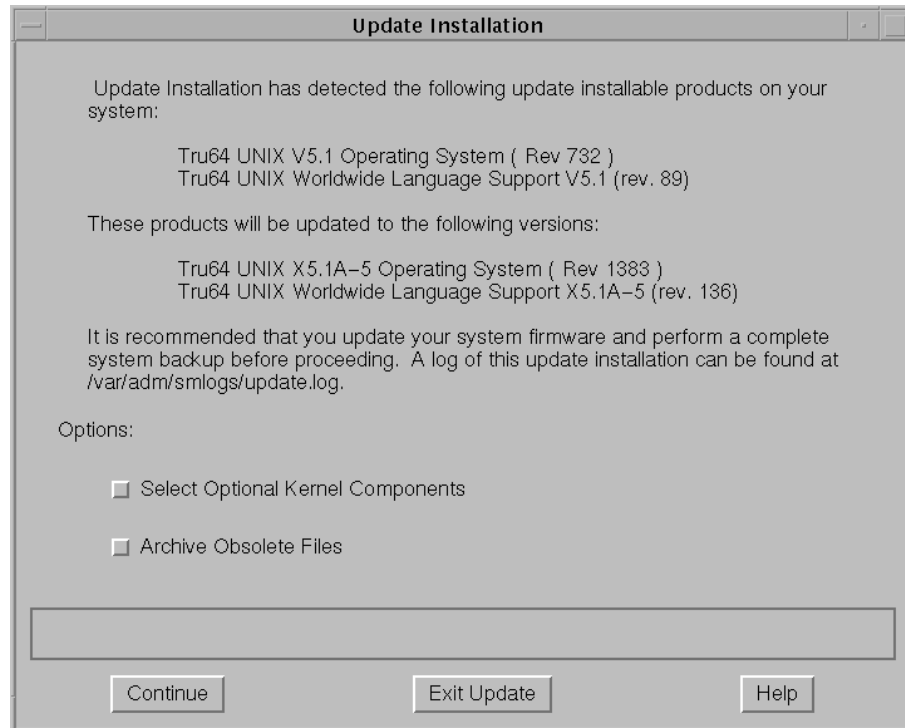 Update Installation
Update Installation has detected the following update installable products on your
system:
Tru64 UNIX V5.1 Operating System ( Rev 732 )
Tru64 UNIX Worldwide Language Support V5.1 (rev. 89)
These products will be updated to the following versions:
Tru64 UNIX X5.1A-5 Operating System ( Rev 1383 )
Tru64 UNIX Worldwide Language Support X5.1A-5 (rev. 136)
It is recommended that you update your system firmware and perform a complete
system backup before proceeding. A log of this update installation can be found at
/var/adm/smlogs/update.log.
Options:
Select Optional Kernel Components
Archive Obsolete Files
Continue Exit Update Help